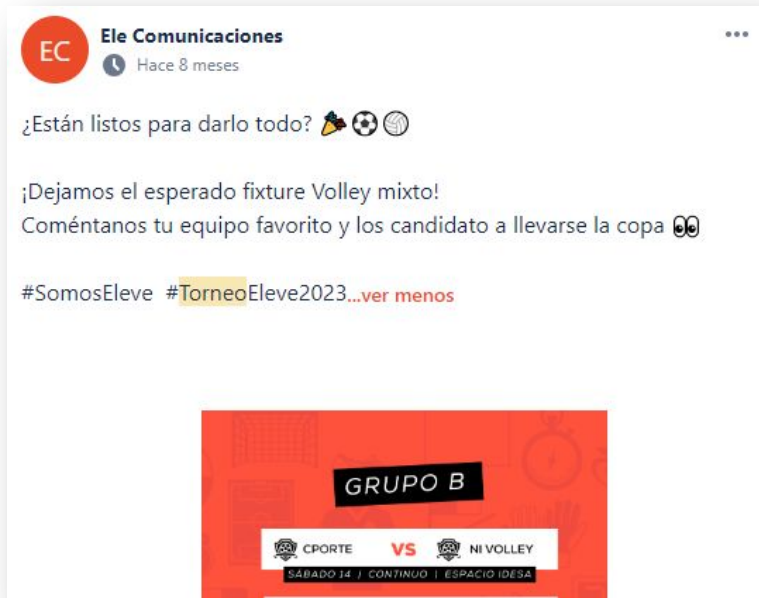 EC
Ele Comunicaciones
Hace 8 meses
¿Están listos para darlo todo? 🎉⚽🏐
¡Dejamos el esperado fixture Volley mixto!
Coméntanos tu equipo favorito y los candidato a llevarse la copa 👀
#SomosEleve #TorneoEleve2023...ver menos
GRUPO B
CPORTE VS NI VOLLEY
SÁBADO 14 | CONTINUO | ESPACIO IDESA